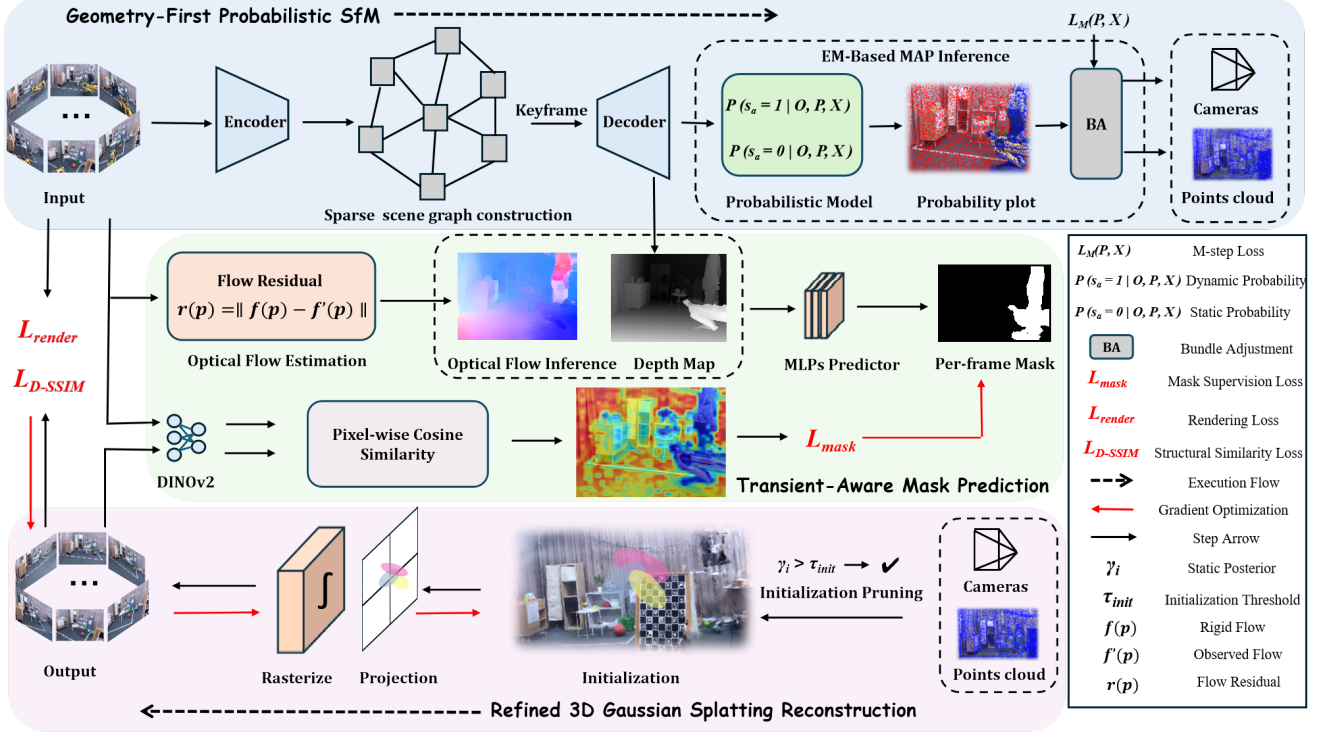 Geometry-First Probabilistic SfM
L_M(P, X)
EM-Based MAP Inference
Input
Encoder
Sparse scene graph construction
Keyframe
Decoder
P (s_a = 1 | O, P, X)
P (s_a = 0 | O, P, X)
Probabilistic Model
Probability plot
BA
Cameras
Points cloud
Flow Residual
r(p) =‖ f(p) − f'(p) ‖
Optical Flow Estimation
Optical Flow Inference
Depth Map
MLPs Predictor
Per-frame Mask
L_render
L_D-SSIM
DINOv2
Pixel-wise Cosine
Similarity
L_mask
Transient-Aware Mask Prediction
Output
Rasterize
∫
Projection
Initialization
γ_i > τ_init → ✔
Initialization Pruning
Cameras
Points cloud
Refined 3D Gaussian Splatting Reconstruction
L_M(P, X) M-step Loss
P (s_a = 1 | O, P, X) Dynamic Probability
P (s_a = 0 | O, P, X) Static Probability
BA Bundle Adjustment
L_mask Mask Supervision Loss
L_render Rendering Loss
L_D-SSIM Structural Similarity Loss
Execution Flow
Gradient Optimization
Step Arrow
γ_i Static Posterior
τ_init Initialization Threshold
f(p) Rigid Flow
f'(p) Observed Flow
r(p) Flow Residual